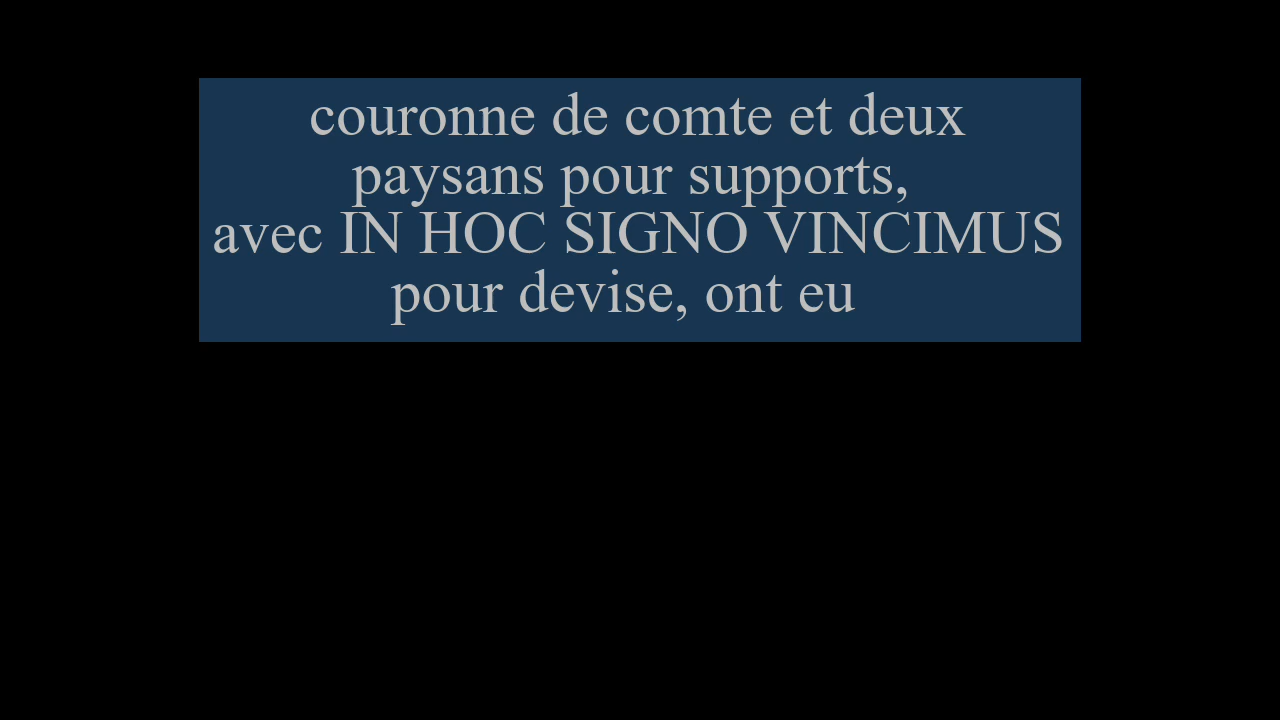 couronne de comte et deux
paysans pour supports,
avec IN HOC SIGNO VINCIMUS
pour devise, ont eu